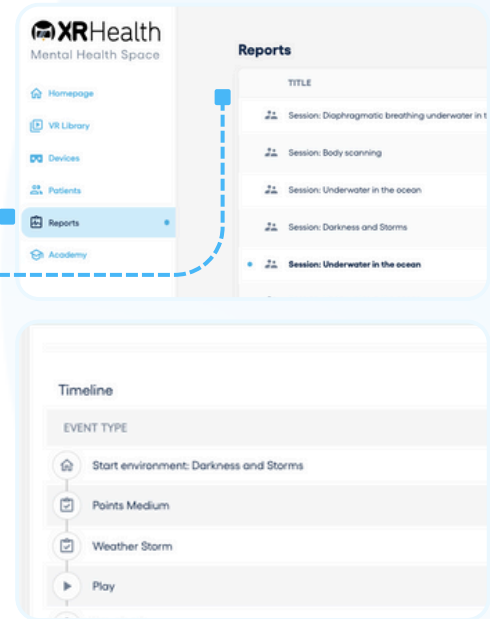 XRHealth
Mental Health Space
Homepage
VR Library
Devices
Patients
Reports
Academy
Reports
TITLE
Session: Diaphragmatic breathing underwater in t
Session: Body scanning
Session: Underwater in the ocean
Session: Darkness and Storms
Session: Underwater in the ocean
Timeline
EVENT TYPE
Start environment: Darkness and Storms
Points Medium
Weather Storm
Play